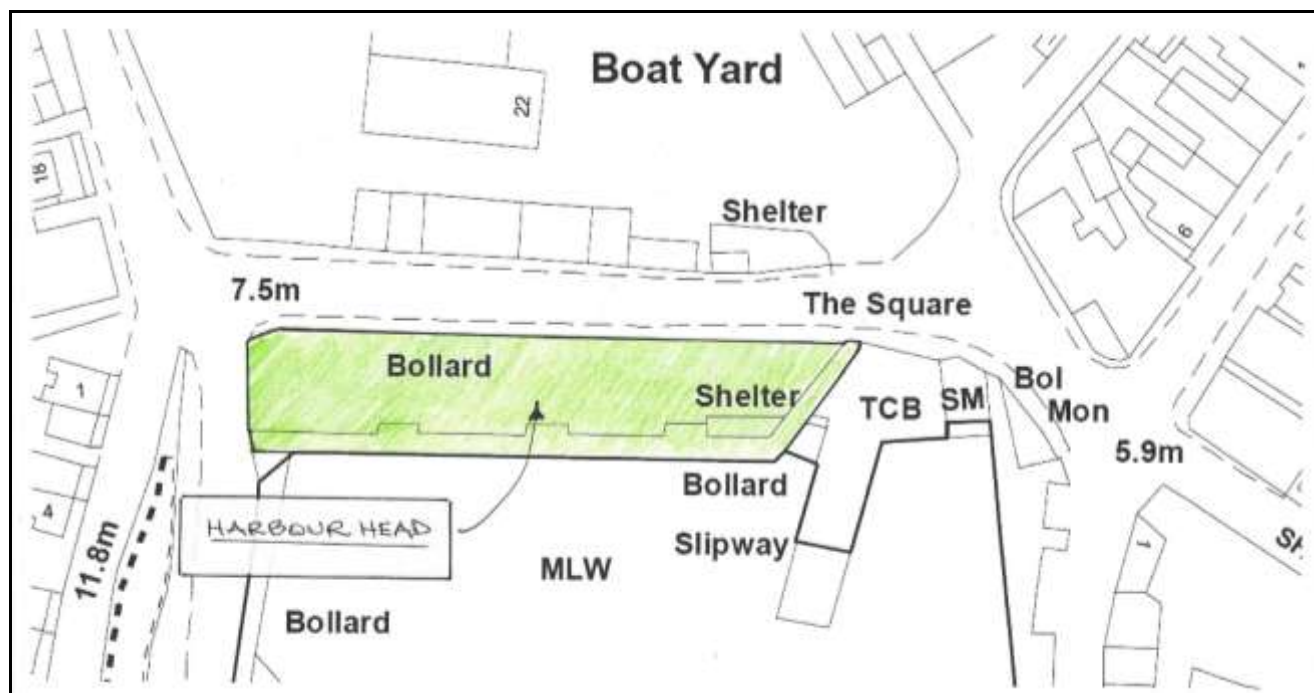 Boat Yard
22
18
Shelter
6
7.5m
The Square
Bollard
1
Shelter
TCB
SM
Bol
Mon
5.9m
Bollard
4
HARBOUR HEAD
Slipway
1
MLW
11.8m
Bollard